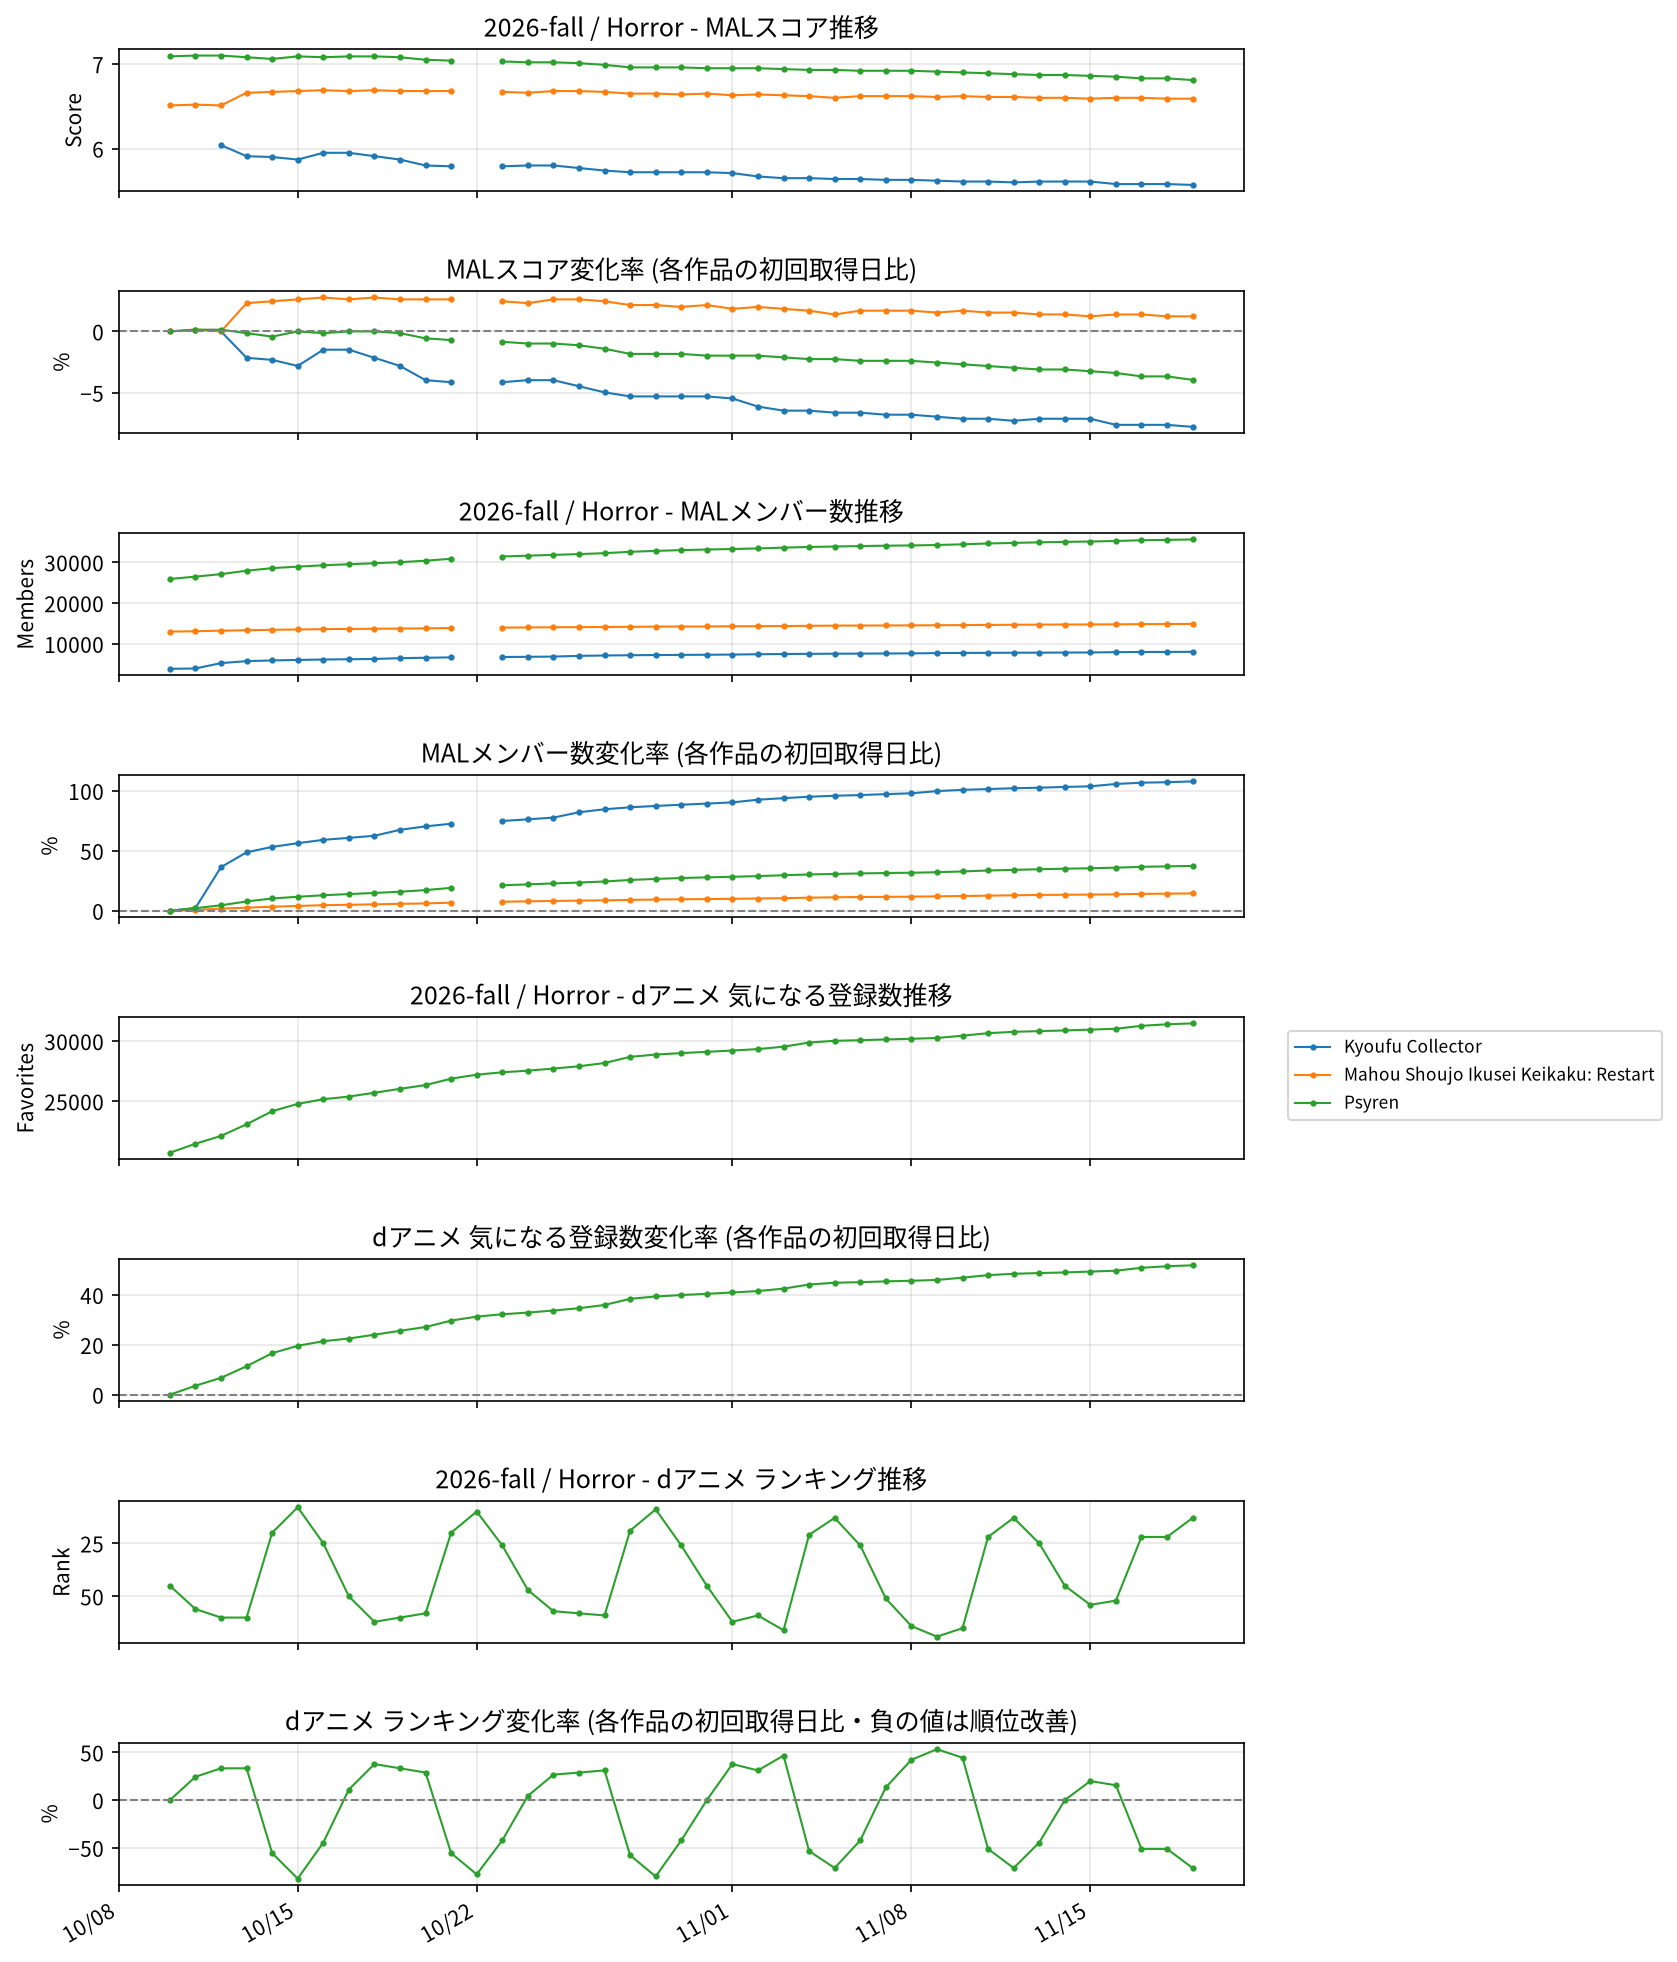 2026-fall / Horror - MALスコア推移
Score
7
6
MALスコア変化率 (各作品の初回取得日比)
%
0
−5
2026-fall / Horror - MALメンバー数推移
Members
30000
20000
10000
MALメンバー数変化率 (各作品の初回取得日比)
%
100
50
0
2026-fall / Horror - dアニメ 気になる登録数推移
Favorites
30000
25000
Kyoufu Collector
Mahou Shoujo Ikusei Keikaku: Restart
Psyren
dアニメ 気になる登録数変化率 (各作品の初回取得日比)
%
40
20
0
2026-fall / Horror - dアニメ ランキング推移
Rank
25
50
dアニメ ランキング変化率 (各作品の初回取得日比・負の値は順位改善)
%
50
0
−50
10/08
10/15
10/22
11/01
11/08
11/15